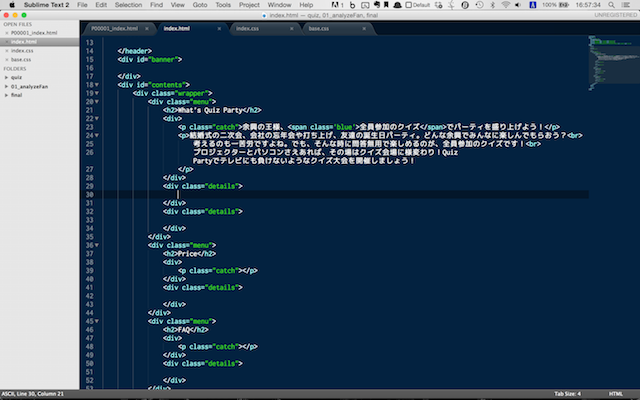 Sublime Text 2 File Edit Selection Find View Goto Tools Project Window Help Default 100% 16:57:34
index.html — quiz, 01_analyzeFan, final UNREGISTERED
OPEN FILES
P00001_index.html
index.html
index.css
base.css
FOLDERS
quiz
01_analyzeFan
final
P00001_index.html index.html index.css base.css
13
14 </header>
15 <div id="banner">
16
17 </div>
18 <div id="contents">
19 <div class="wrapper">
20 <div class="menu">
21 <h2>What's Quiz Party</h2>
22 <div>
23 <p class="catch">余興の王様、<span class='blue'>全員参加のクイズ</span>でパーティを盛り上げよう！</p>
24 <p>結婚式の二次会、会社の忘年会や打ち上げ、友達の誕生日パーティ。どんな余興でみんなに楽しんでもらおう？<br>
25 考えるのも一苦労ですよね。でも、そんな時に問答無用で楽しめるのが、全員参加のクイズです！<br>
26 プロジェクターとパソコンさえあれば、その場はクイズ会場に様変わり！Quiz
Partyでテレビにも負けないようなクイズ大会を開催しましょう！
27 </p>
28 </div>
29 <div class="details">
30
31 </div>
32 <div class="details">
33
34 </div>
35 </div>
36 <div class="menu">
37 <h2>Price</h2>
38 <div>
39 <p class="catch"></p>
40 </div>
41 <div class="details">
42
43 </div>
44 </div>
45 <div class="menu">
46 <h2>FAQ</h2>
47 <div>
48 <p class="catch"></p>
49 </div>
50 <div class="details">
51
52 </div>
53 </div>
ASCII, Line 30, Column 21 Tab Size: 4 HTML